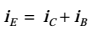 i_E = i_C + i_B